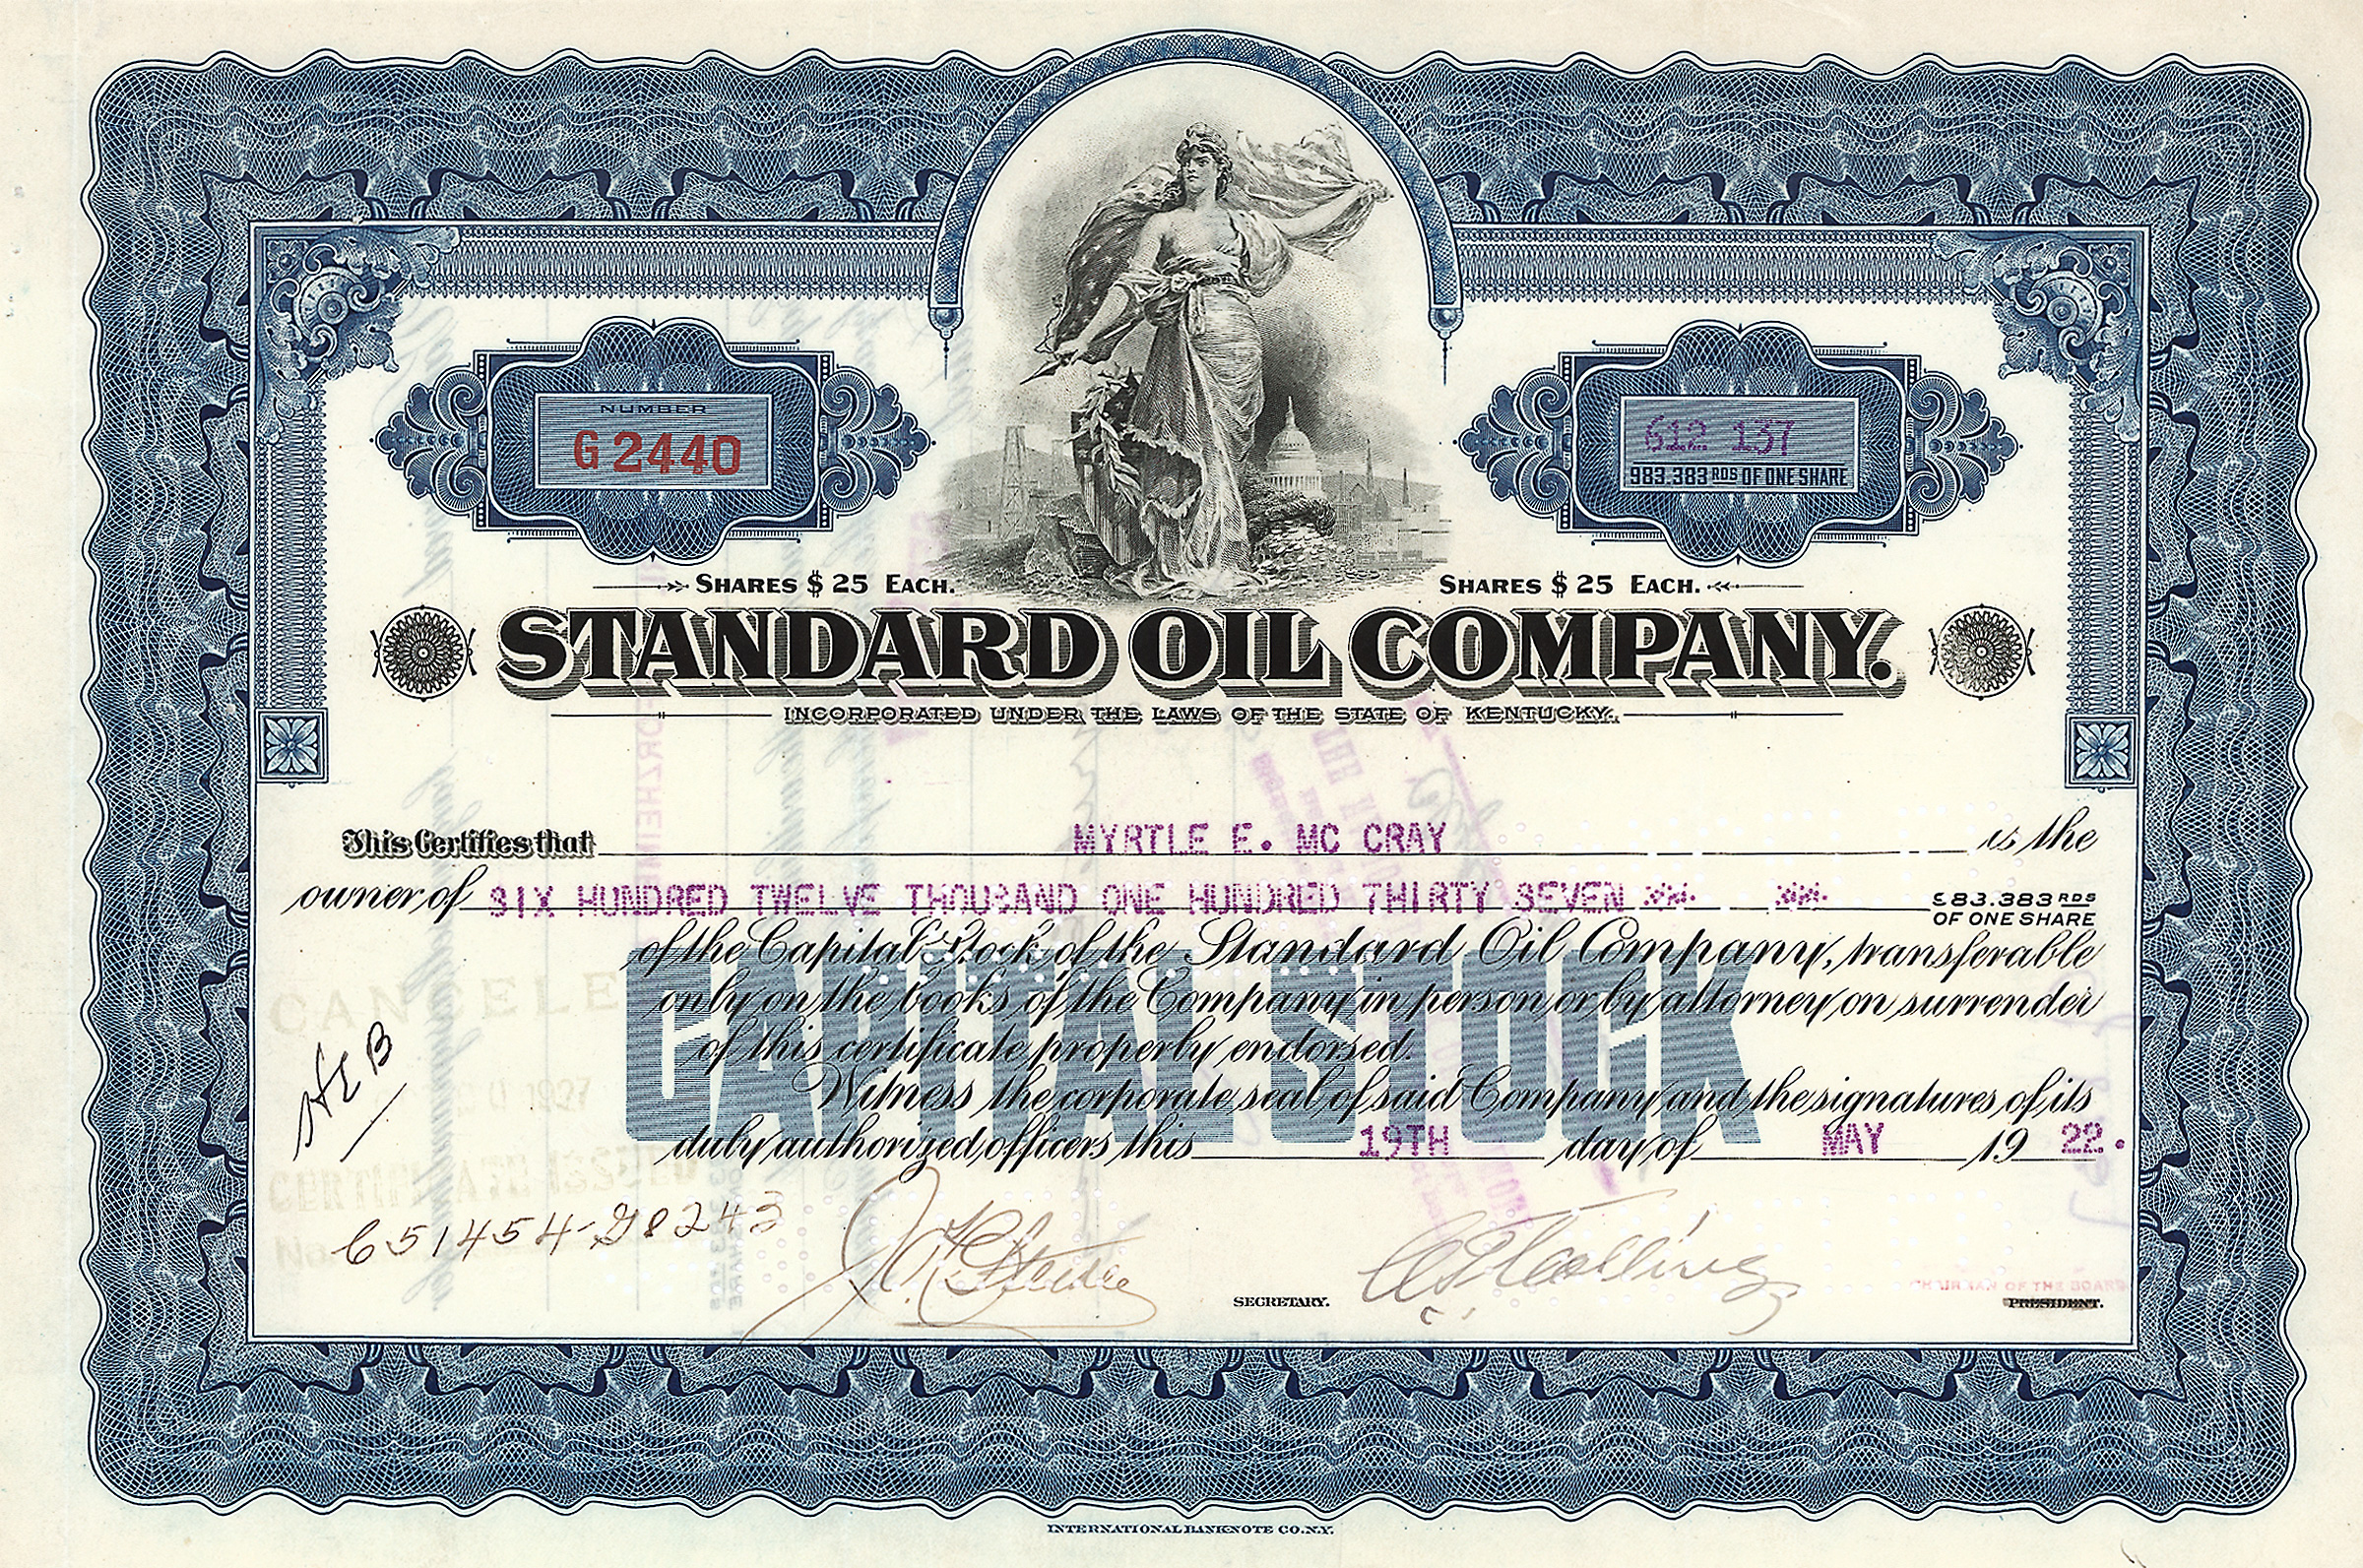 NUMBER
G 2440
612 137
983.383 RDS OF ONE SHARE
SHARES $ 25 EACH.
SHARES $ 25 EACH.
STANDARD OIL COMPANY.
INCORPORATED UNDER THE LAWS OF THE STATE OF KENTUCKY.
This Certifies that MYRTLE E. MC CRAY is the
owner of SIX HUNDRED TWELVE THOUSAND ONE HUNDRED THIRTY SEVEN ** ** 983.383 RDS
OF ONE SHARE
CAPITAL STOCK
of the Capital Stock of the Standard Oil Company, transferable
only on the books of the Company in person or by attorney on surrender
of this certificate properly endorsed.
Witness the corporate seal of said Company and the signatures of its
duly authorized officers this 19TH day of MAY 19 22.
CANCELE
HEB
1937
CERTIFICATE ISSUED
No.
651454-G8243
SECRETARY.
CHAIRMAN OF THE BOARD
PRESIDENT.
INTERNATIONAL BANKNOTE CO. N.Y.